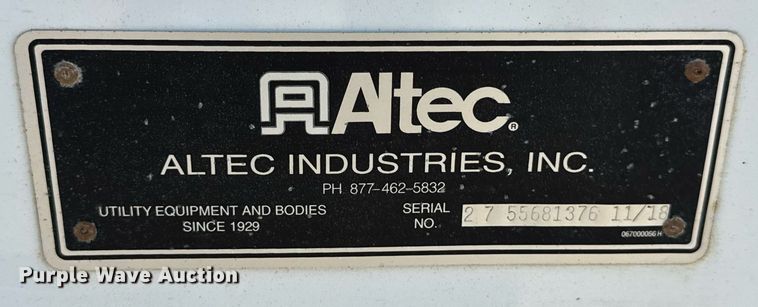 Altec®
ALTEC INDUSTRIES, INC.
PH 877-462-5832
UTILITY EQUIPMENT AND BODIES
SINCE 1929
SERIAL
NO.
2 7 55681376 11/18
067000056 H
Purple Wave Auction